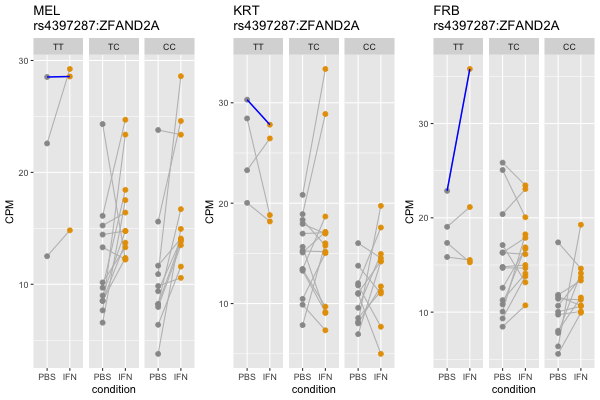 MEL
rs4397287:ZFAND2A
TT TC CC
30
20
10
CPM
PBS IFN PBS IFN PBS IFN
condition
KRT
rs4397287:ZFAND2A
TT TC CC
30
20
10
CPM
PBS IFN PBS IFN PBS IFN
condition
FRB
rs4397287:ZFAND2A
TT TC CC
30
20
10
CPM
PBS IFN PBS IFN PBS IFN
condition